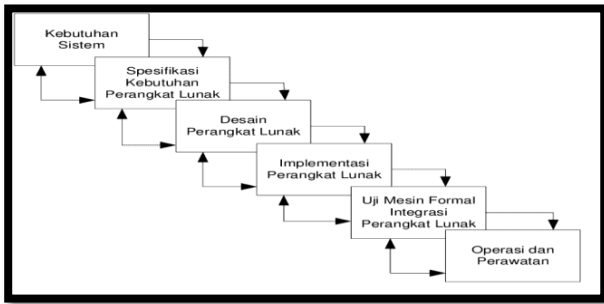 Kebutuhan
Sistem
Spesifikasi
Kebutuhan
Perangkat Lunak
Desain
Perangkat Lunak
Implementasi
Perangkat Lunak
Uji Mesin Formal
Integrasi
Perangkat Lunak
Operasi dan
Perawatan